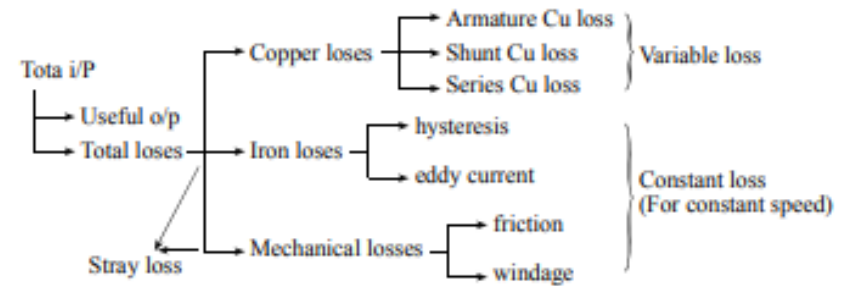 Tota i/P
Useful o/p
Total loses
Stray loss
Copper loses
Armature Cu loss
Shunt Cu loss
Series Cu loss
Variable loss
Iron loses
hysteresis
eddy current
Mechanical losses
friction
windage
Constant loss
(For constant speed)